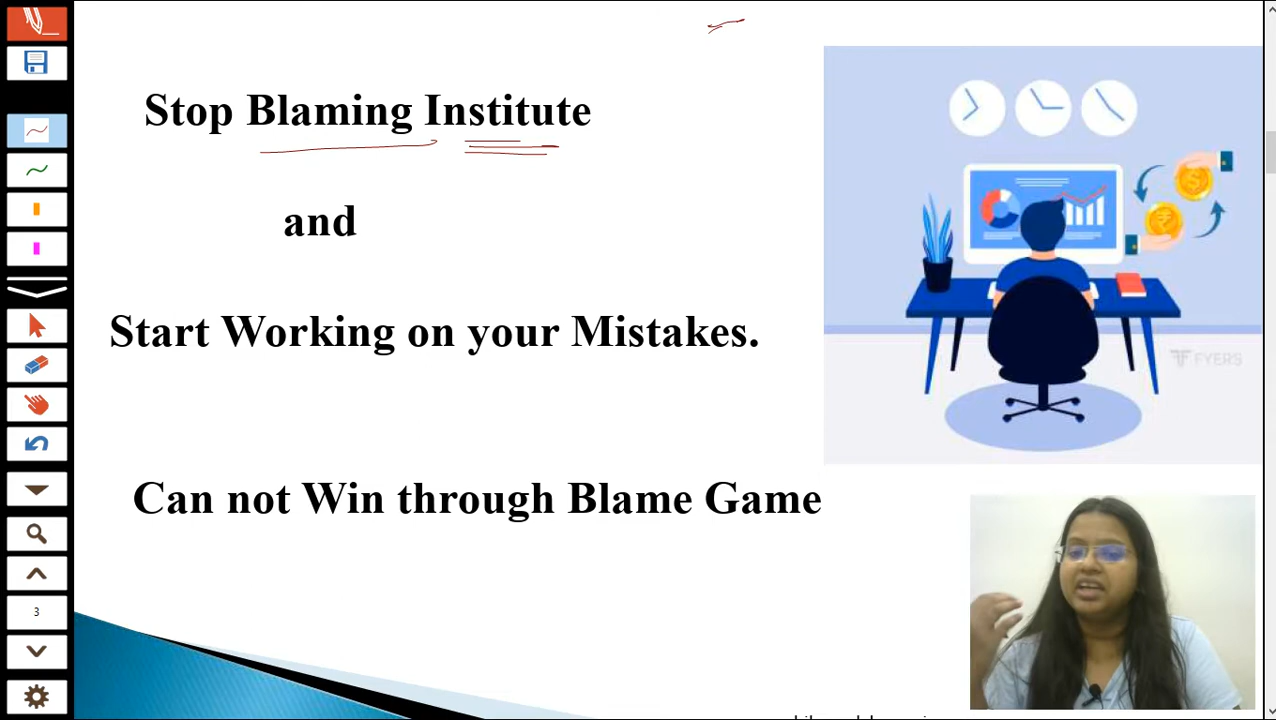 Stop Blaming Institute
and
Start Working on your Mistakes.
Can not Win through Blame Game
FYERS
3